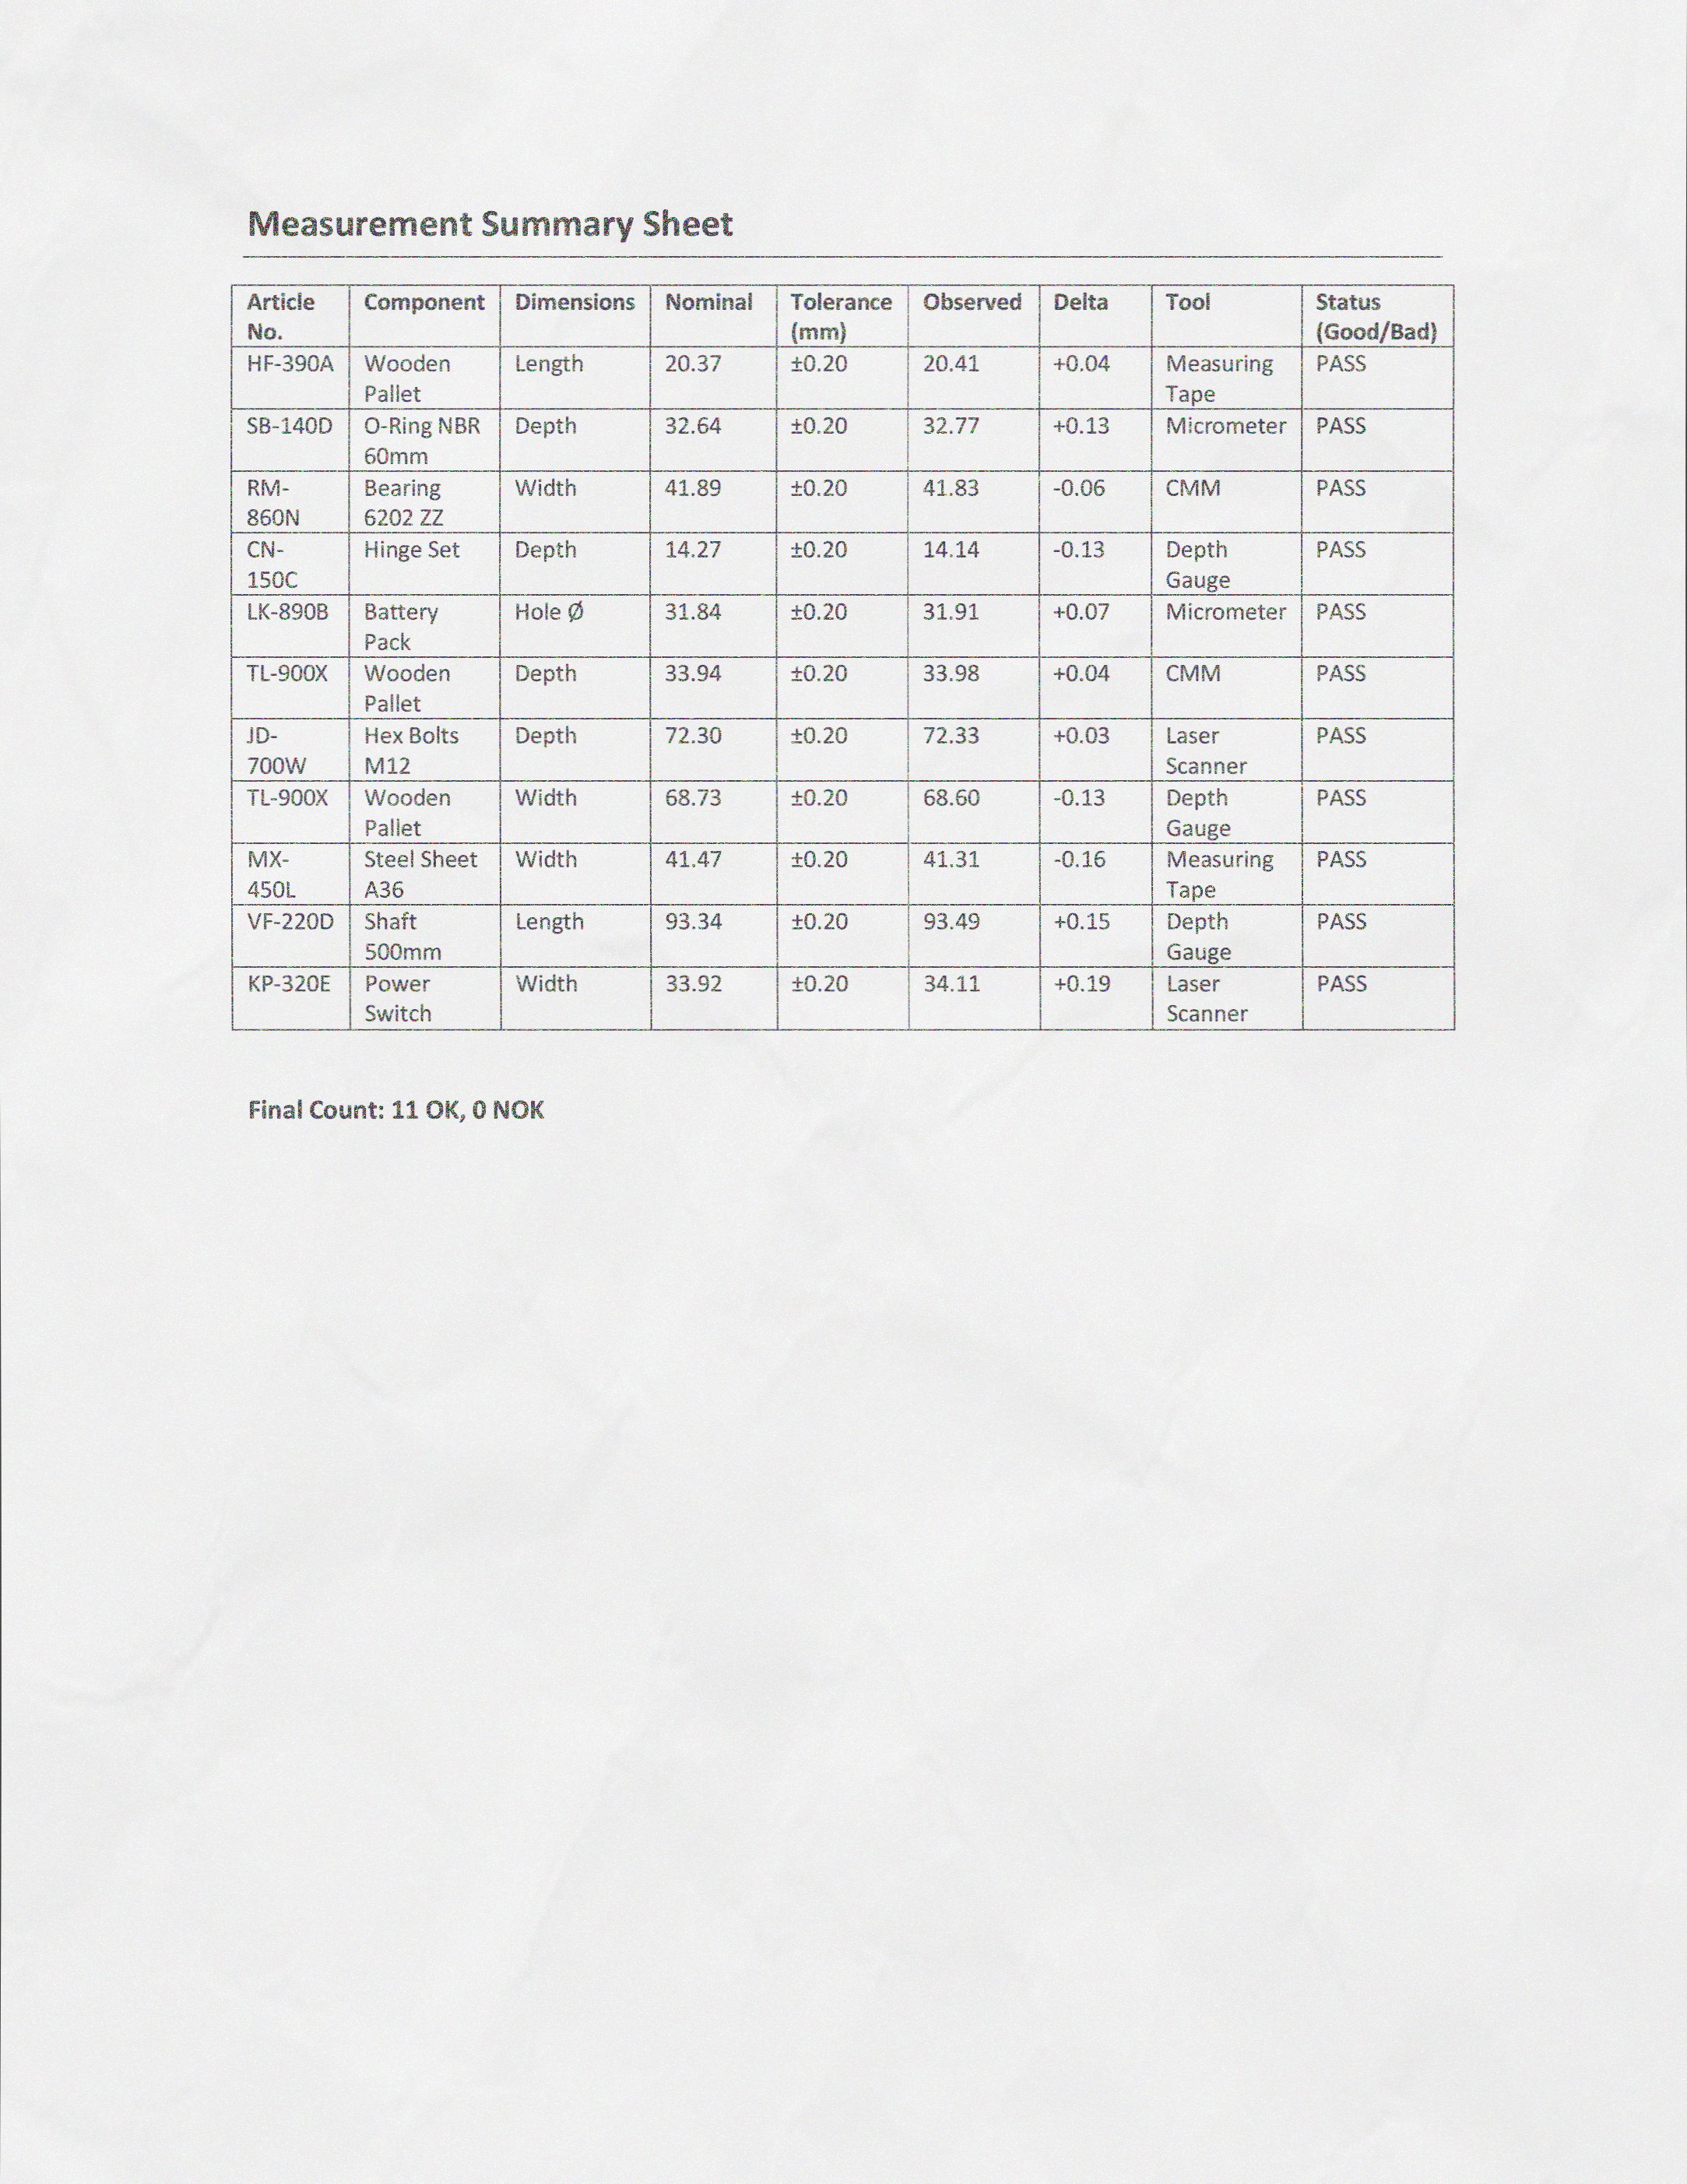 Measurement Summary Sheet
Article No. Component Dimensions Nominal Tolerance (mm) Observed Delta Tool Status (Good/Bad)
HF-390A Wooden Pallet Length 20.37 ±0.20 20.41 +0.04 Measuring Tape PASS
SB-140D O-Ring NBR 60mm Depth 32.64 ±0.20 32.77 +0.13 Micrometer PASS
RM-860N Bearing 6202 ZZ Width 41.89 ±0.20 41.83 -0.06 CMM PASS
CN-150C Hinge Set Depth 14.27 ±0.20 14.14 -0.13 Depth Gauge PASS
LK-890B Battery Pack Hole Ø 31.84 ±0.20 31.91 +0.07 Micrometer PASS
TL-900X Wooden Pallet Depth 33.94 ±0.20 33.98 +0.04 CMM PASS
JD-700W Hex Bolts M12 Depth 72.30 ±0.20 72.33 +0.03 Laser Scanner PASS
TL-900X Wooden Pallet Width 68.73 ±0.20 68.60 -0.13 Depth Gauge PASS
MX-450L Steel Sheet A36 Width 41.47 ±0.20 41.31 -0.16 Measuring Tape PASS
VF-220D Shaft 500mm Length 93.34 ±0.20 93.49 +0.15 Depth Gauge PASS
KP-320E Power Switch Width 33.92 ±0.20 34.11 +0.19 Laser Scanner PASS
Final Count: 11 OK, 0 NOK